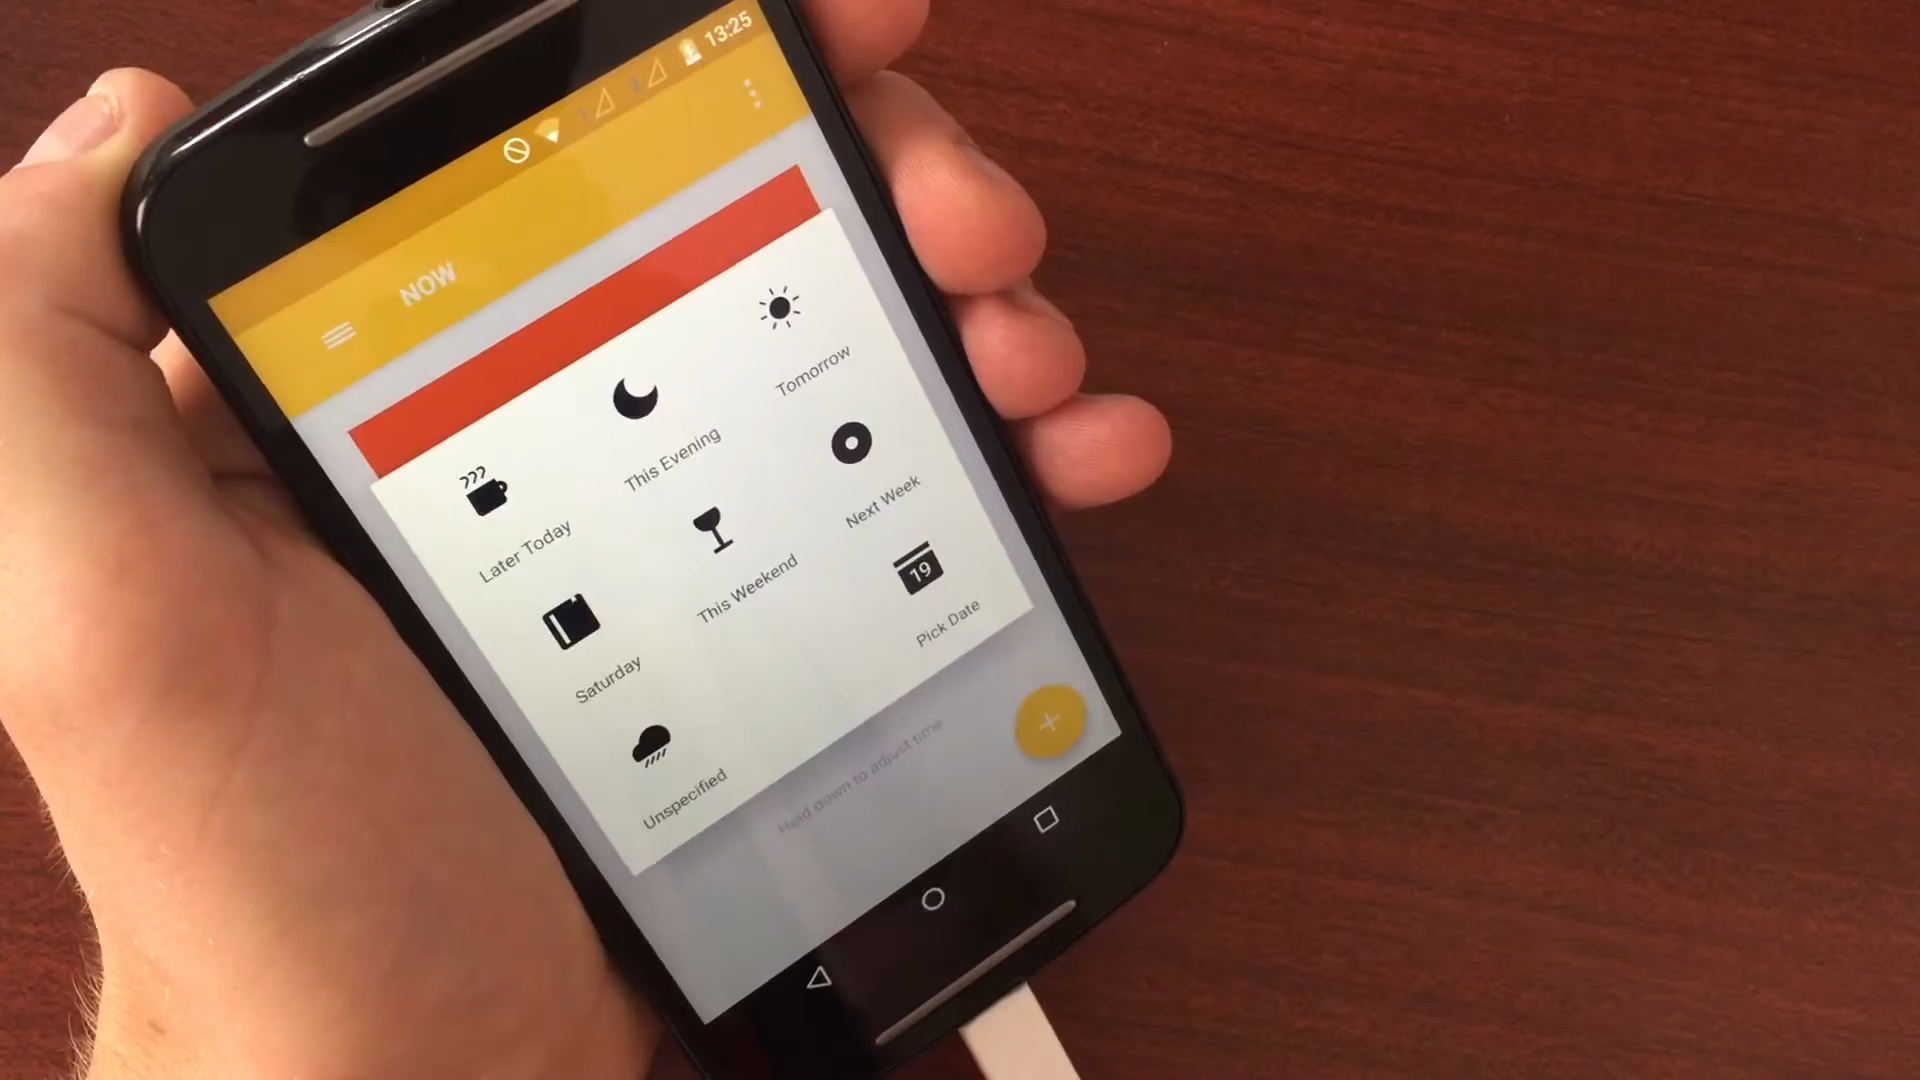 13:25
NOW
Later Today
This Evening
Tomorrow
Saturday
This Weekend
Next Week
Unspecified
19
Pick Date
Hold down to adjust time